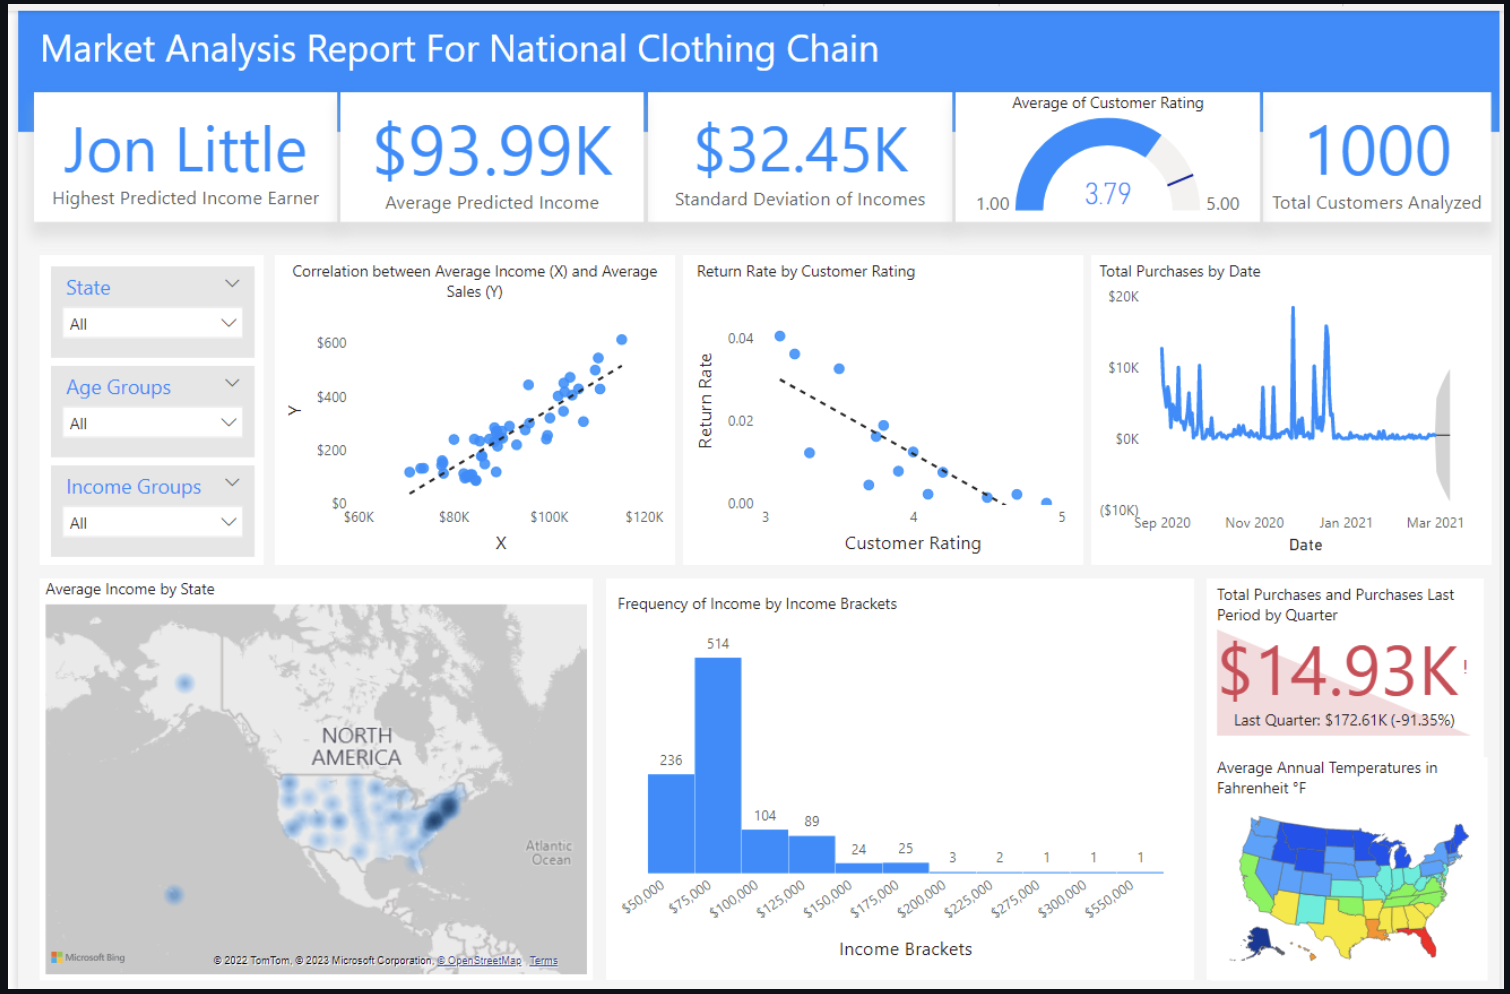 Market Analysis Report For National Clothing Chain
Jon Little
Highest Predicted Income Earner
$93.99K
Average Predicted Income
$32.45K
Standard Deviation of Incomes
Average of Customer Rating
1.00
3.79
5.00
1000
Total Customers Analyzed
State
All
Age Groups
All
Income Groups
All
Correlation between Average Income (X) and Average
Sales (Y)
$600
$400
$200
$0
Y
$60K $80K $100K $120K
X
Return Rate by Customer Rating
0.04
0.02
0.00
Return Rate
3 4 5
Customer Rating
Total Purchases by Date
$20K
$10K
$0K
($10K)
Sep 2020 Nov 2020 Jan 2021 Mar 2021
Date
Average Income by State
NORTH
AMERICA
Atlantic
Ocean
Microsoft Bing
© 2022 TomTom, © 2023 Microsoft Corporation, © OpenStreetMap Terms
Frequency of Income by Income Brackets
236 514 104 89 24 25 3 2 1 1 1
$50,000 $75,000 $100,000 $125,000 $150,000 $175,000 $200,000 $225,000 $275,000 $300,000 $550,000
Income Brackets
Total Purchases and Purchases Last
Period by Quarter
$14.93K!
Last Quarter: $172.61K (-91.35%)
Average Annual Temperatures in
Fahrenheit °F